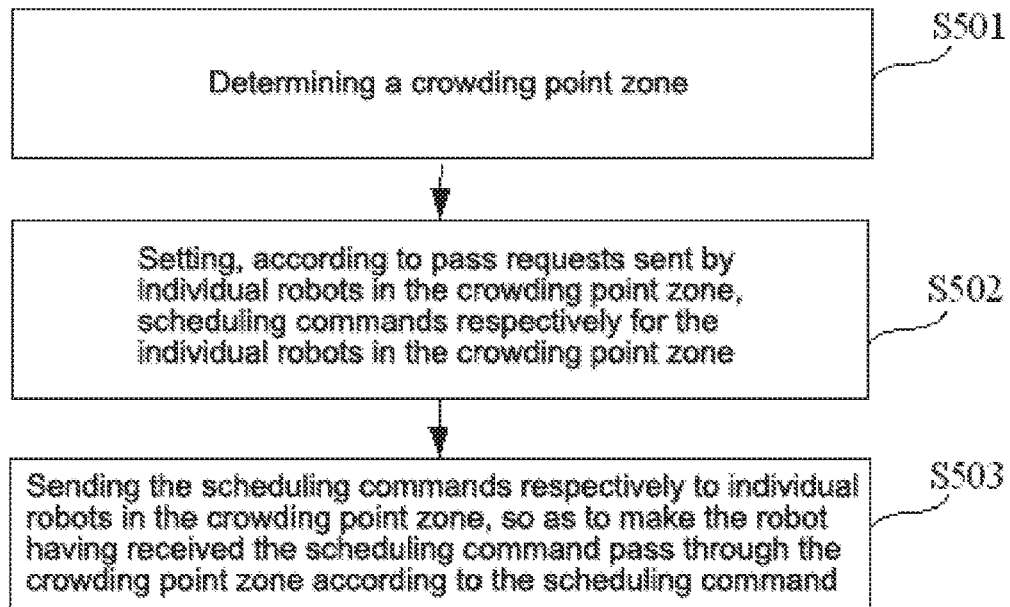 S501
Determining a crowding point zone
Setting, according to pass requests sent by
individual robots in the crowding point zone,
scheduling commands respectively for the
individual robots in the crowding point zone
S502
Sending the scheduling commands respectively to individual
robots in the crowding point zone, so as to make the robot
having received the scheduling command pass through the
crowding point zone according to the scheduling command
S503